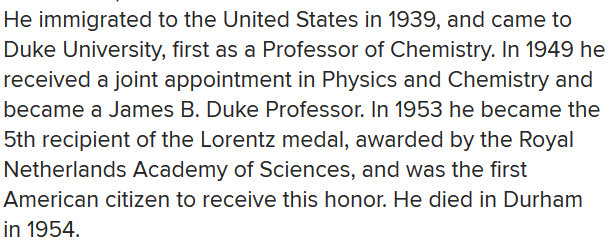 He immigrated to the United States in 1939, and came to
Duke University, first as a Professor of Chemistry. In 1949 he
received a joint appointment in Physics and Chemistry and
became a James B. Duke Professor. In 1953 he became the
5th recipient of the Lorentz medal, awarded by the Royal
Netherlands Academy of Sciences, and was the first
American citizen to receive this honor. He died in Durham
in 1954.